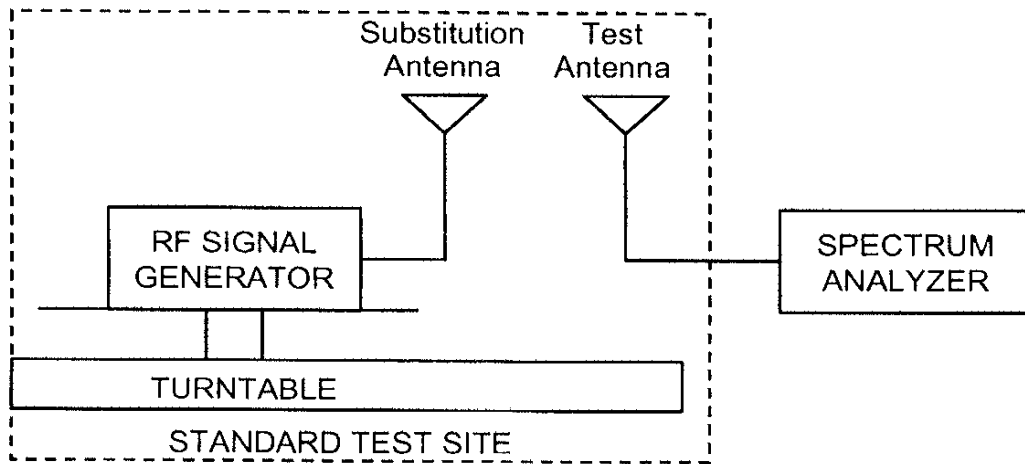 Substitution
Antenna
Test
Antenna
RF SIGNAL
GENERATOR
SPECTRUM
ANALYZER
TURNTABLE
STANDARD TEST SITE